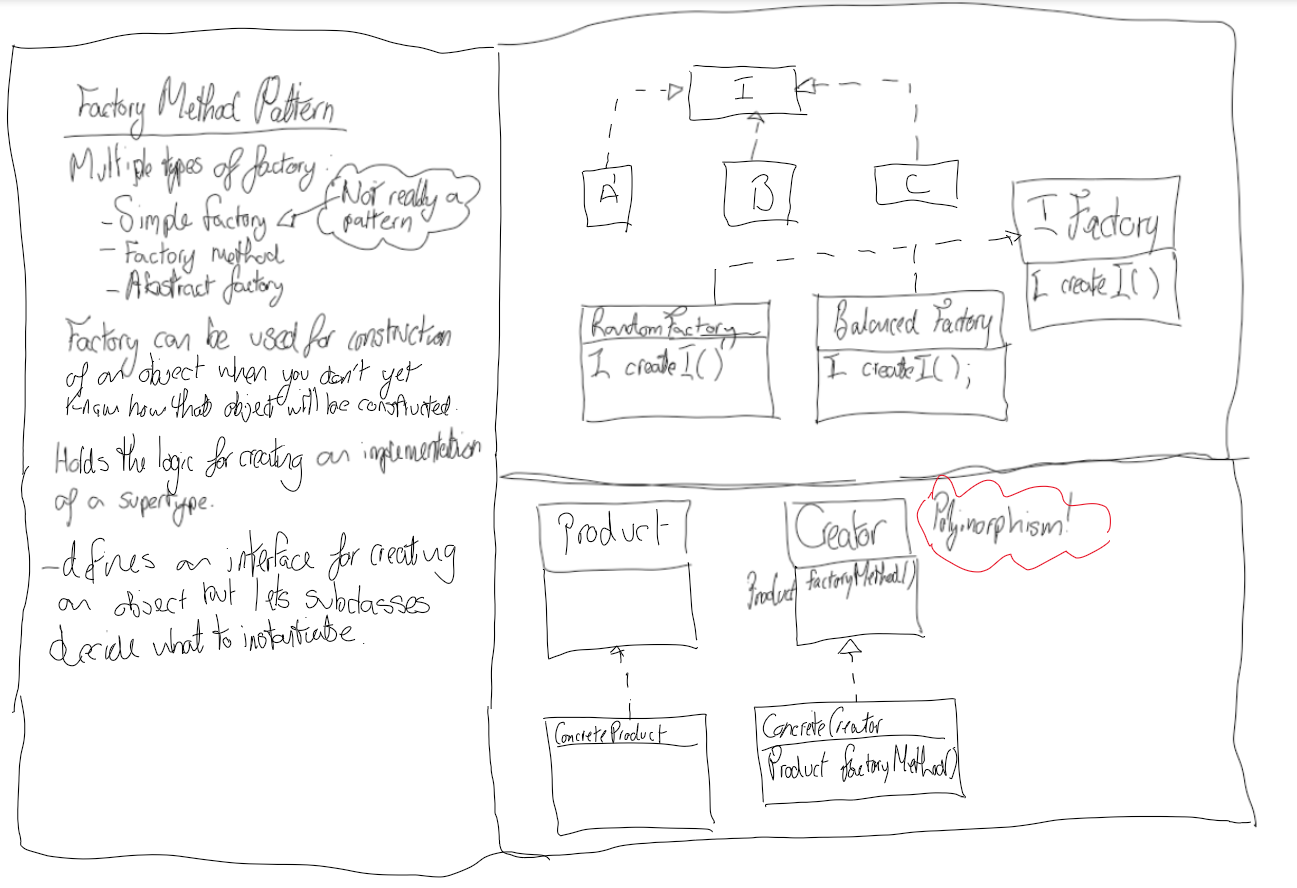 Factory Method Pattern
Multiple types of factory:
- Simple factory
Not really a
pattern
- Factory method
- Abstract factory
Factory can be used for construction
of an object when you don't yet
know how that object will be constructed.
Holds the logic for creating an implementation
of a supertype.
- defines an interface for creating
an object but lets subclasses
decide what to instantiate.
I
A
B
C
I Factory
I createI()
RandomFactory
I createI()
Balanced Factory
I createI();
Product
Creator
Product factoryMethod()
Polymorphism!
ConcreteProduct
ConcreteCreator
Product factoryMethod()